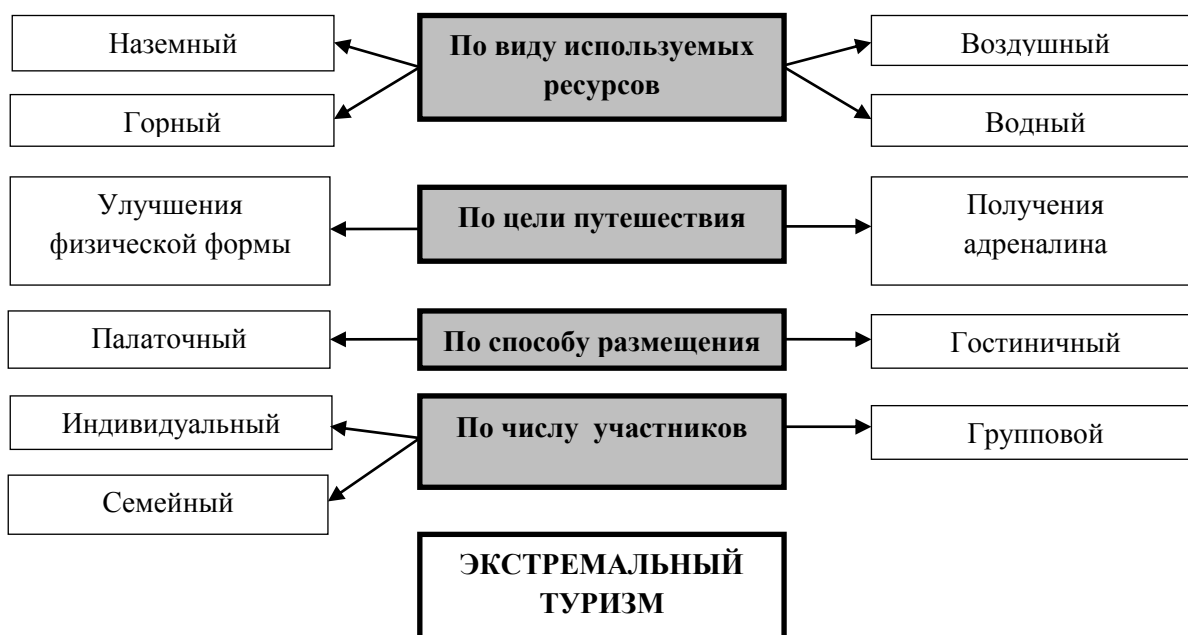 Наземный
По виду используемых
ресурсов
Воздушный
Горный
Водный
Улучшения
физической формы
По цели путешествия
Получения
адреналина
Палаточный
По способу размещения
Гостиничный
Индивидуальный
По числу участников
Групповой
Семейный
ЭКСТРЕМАЛЬНЫЙ
ТУРИЗМ